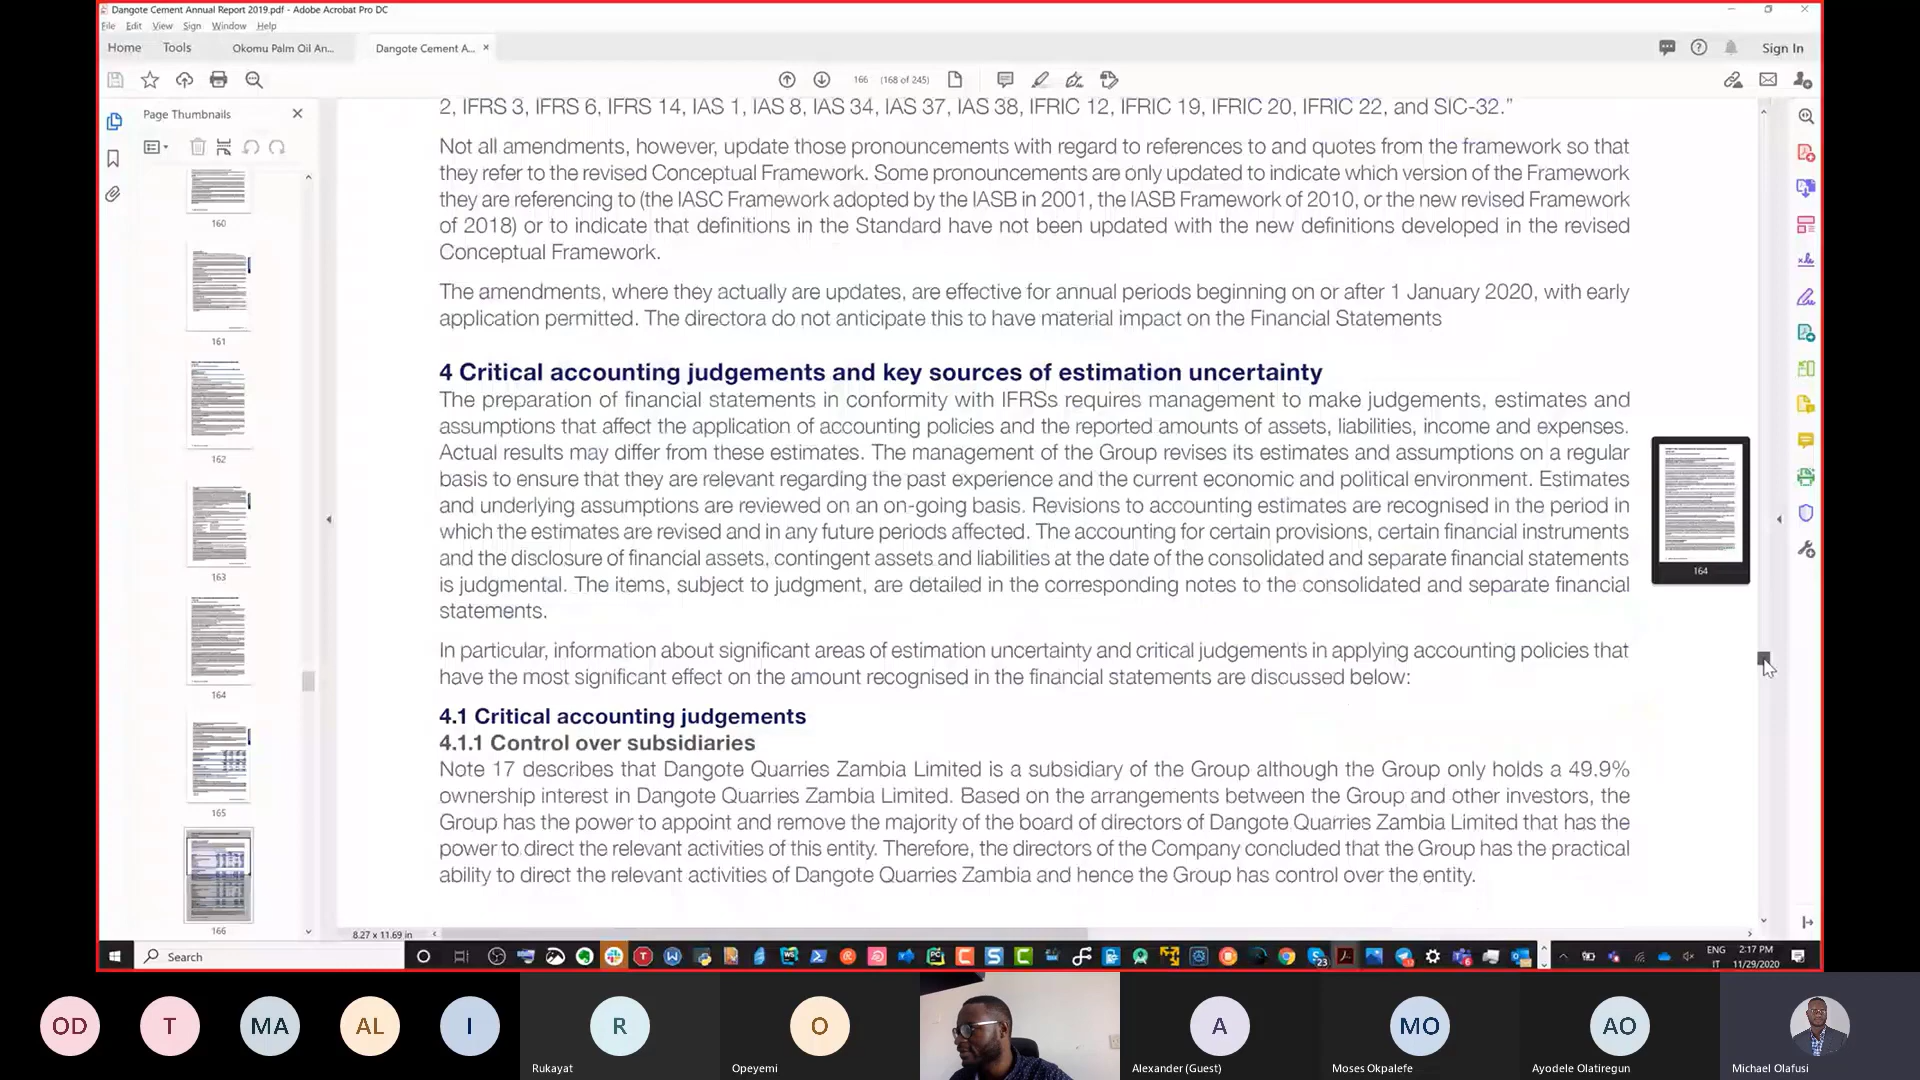 Dangote Cement Annual Report 2019.pdf - Adobe Acrobat Pro DC
File Edit View Sign Window Help
Home Tools Okomu Palm Oil An... Dangote Cement A... × Sign In
166 (168 of 245)
Page Thumbnails
160
161
162
163
164
165
166
2, IFRS 3, IFRS 6, IFRS 14, IAS 1, IAS 8, IAS 34, IAS 37, IAS 38, IFRIC 12, IFRIC 19, IFRIC 20, IFRIC 22, and SIC-32."
Not all amendments, however, update those pronouncements with regard to references to and quotes from the framework so that
they refer to the revised Conceptual Framework. Some pronouncements are only updated to indicate which version of the Framework
they are referencing to (the IASC Framework adopted by the IASB in 2001, the IASB Framework of 2010, or the new revised Framework
of 2018) or to indicate that definitions in the Standard have not been updated with the new definitions developed in the revised
Conceptual Framework.
The amendments, where they actually are updates, are effective for annual periods beginning on or after 1 January 2020, with early
application permitted. The directora do not anticipate this to have material impact on the Financial Statements
4 Critical accounting judgements and key sources of estimation uncertainty
The preparation of financial statements in conformity with IFRSs requires management to make judgements, estimates and
assumptions that affect the application of accounting policies and the reported amounts of assets, liabilities, income and expenses.
Actual results may differ from these estimates. The management of the Group revises its estimates and assumptions on a regular
basis to ensure that they are relevant regarding the past experience and the current economic and political environment. Estimates
and underlying assumptions are reviewed on an on-going basis. Revisions to accounting estimates are recognised in the period in
which the estimates are revised and in any future periods affected. The accounting for certain provisions, certain financial instruments
and the disclosure of financial assets, contingent assets and liabilities at the date of the consolidated and separate financial statements
is judgmental. The items, subject to judgment, are detailed in the corresponding notes to the consolidated and separate financial
statements.
In particular, information about significant areas of estimation uncertainty and critical judgements in applying accounting policies that
have the most significant effect on the amount recognised in the financial statements are discussed below:
4.1 Critical accounting judgements
4.1.1 Control over subsidiaries
Note 17 describes that Dangote Quarries Zambia Limited is a subsidiary of the Group although the Group only holds a 49.9%
ownership interest in Dangote Quarries Zambia Limited. Based on the arrangements between the Group and other investors, the
Group has the power to appoint and remove the majority of the board of directors of Dangote Quarries Zambia Limited that has the
power to direct the relevant activities of this entity. Therefore, the directors of the Company concluded that the Group has the practical
ability to direct the relevant activities of Dangote Quarries Zambia and hence the Group has control over the entity.
164
8.27 x 11.69 in
Search
23
ENG
IT
2:17 PM
11/29/2020
OD T MA AL I R O A MO AO
Rukayat Opeyemi Alexander (Guest) Moses Okpalefe Ayodele Olatiregun Michael Olafusi